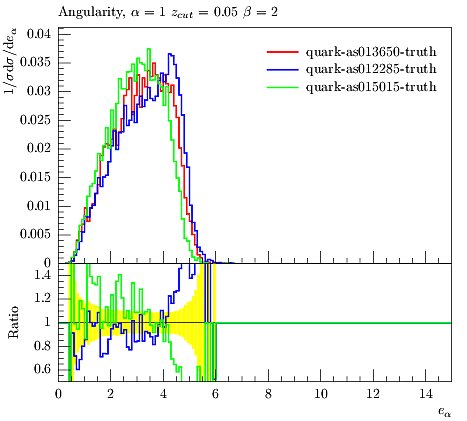 Angularity, α = 1 z_cut = 0.05 β = 2
1/σ dσ/de_α
0.04
0.035
0.03
0.025
0.02
0.015
0.01
0.005
0
quark-as013650-truth
quark-as012285-truth
quark-as015015-truth
Ratio
1.4
1.2
1
0.8
0.6
0 2 4 6 8 10 12 14
e_α